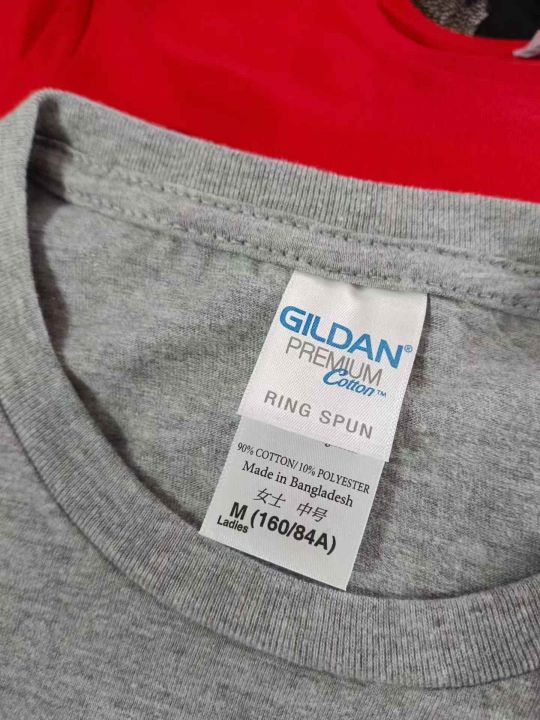 GILDAN®
PREMIUM
Cotton™
RING SPUN
90% COTTON/10% POLYESTER
Made in Bangladesh
女士 中号
M (160/84A)
Ladies